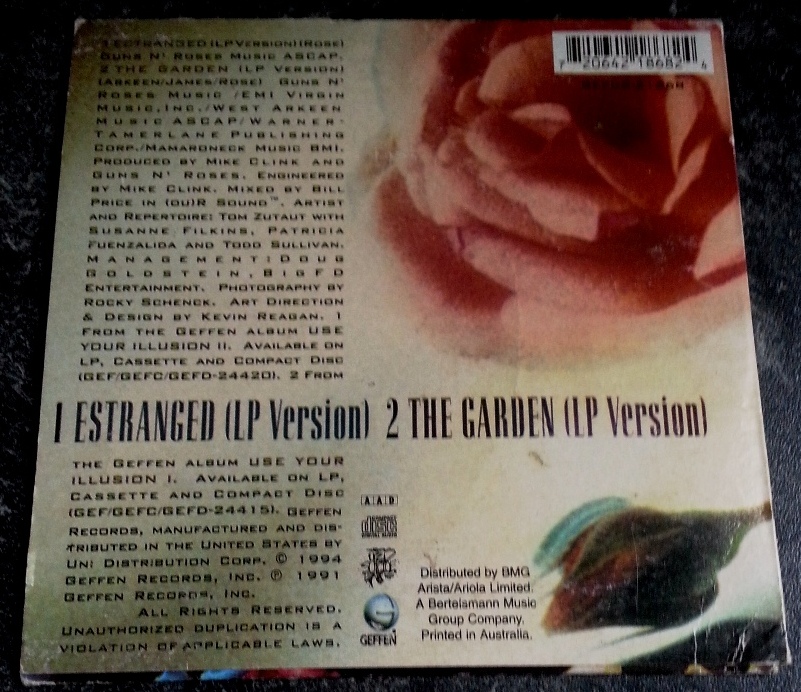 1 ESTRANGED (LP VERSION) (ROSE)
GUNS N' ROSES MUSIC ASCAP.
2 THE GARDEN (LP VERSION)
(ARKEEN/JAMES/ROSE) GUNS N'
ROSES MUSIC /EMI VIRGIN
MUSIC, INC./WEST ARKEEN
MUSIC ASCAP/WARNER-
TAMERLANE PUBLISHING
CORP./MAMARONECK MUSIC BMI.
PRODUCED BY MIKE CLINK AND
GUNS N' ROSES. ENGINEERED
BY MIKE CLINK. MIXED BY BILL
PRICE IN (OU)R SOUND™. ARTIST
AND REPERTOIRE: TOM ZUTAUT WITH
SUSANNE FILKINS, PATRICIA
FUENZALIDA AND TODD SULLIVAN.
MANAGEMENT: DOUG
GOLDSTEIN, BIG FD
ENTERTAINMENT. PHOTOGRAPHY BY
ROCKY SCHENCK. ART DIRECTION
& DESIGN BY KEVIN REAGAN. 1
FROM THE GEFFEN ALBUM USE
YOUR ILLUSION II. AVAILABLE ON
LP, CASSETTE AND COMPACT DISC
(GEF/GEFC/GEFD-24420). 2 FROM
1 ESTRANGED (LP Version) 2 THE GARDEN (LP Version)
THE GEFFEN ALBUM USE YOUR
ILLUSION I. AVAILABLE ON LP,
CASSETTE AND COMPACT DISC
(GEF/GEFC/GEFD-24415). GEFFEN
RECORDS, MANUFACTURED AND DIS-
TRIBUTED IN THE UNITED STATES BY
UNI DISTRIBUTION CORP. © 1994
GEFFEN RECORDS, INC. ℗ 1991
GEFFEN RECORDS, INC.
ALL RIGHTS RESERVED.
UNAUTHORIZED DUPLICATION IS A
VIOLATION OF APPLICABLE LAWS.
AAD
COMPACT
disc
DIGITAL AUDIO
GEFFEN
Distributed by BMG
Arista/Ariola Limited.
A Bertelsmann Music
Group Company.
Printed in Australia.
7 20642 18682 4